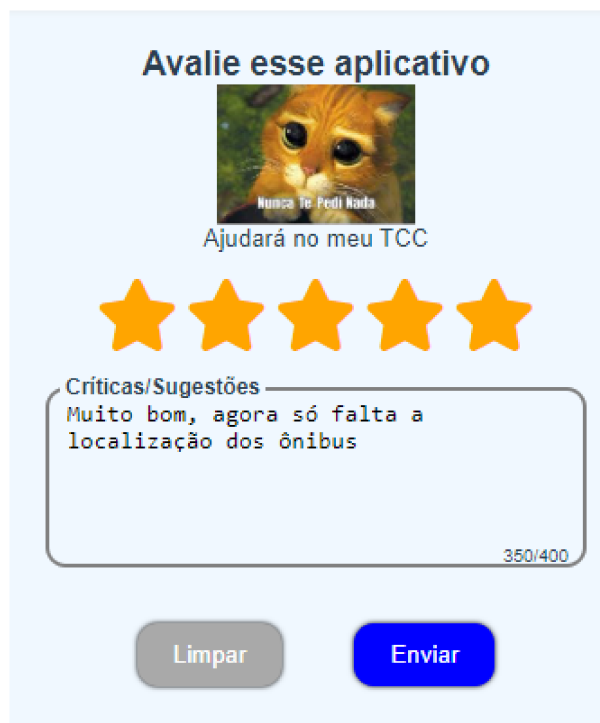 Avalie esse aplicativo
Nunca Te Pedi Nada
Ajudará no meu TCC
Críticas/Sugestões
Muito bom, agora só falta a
localização dos ônibus
350/400
Limpar
Enviar